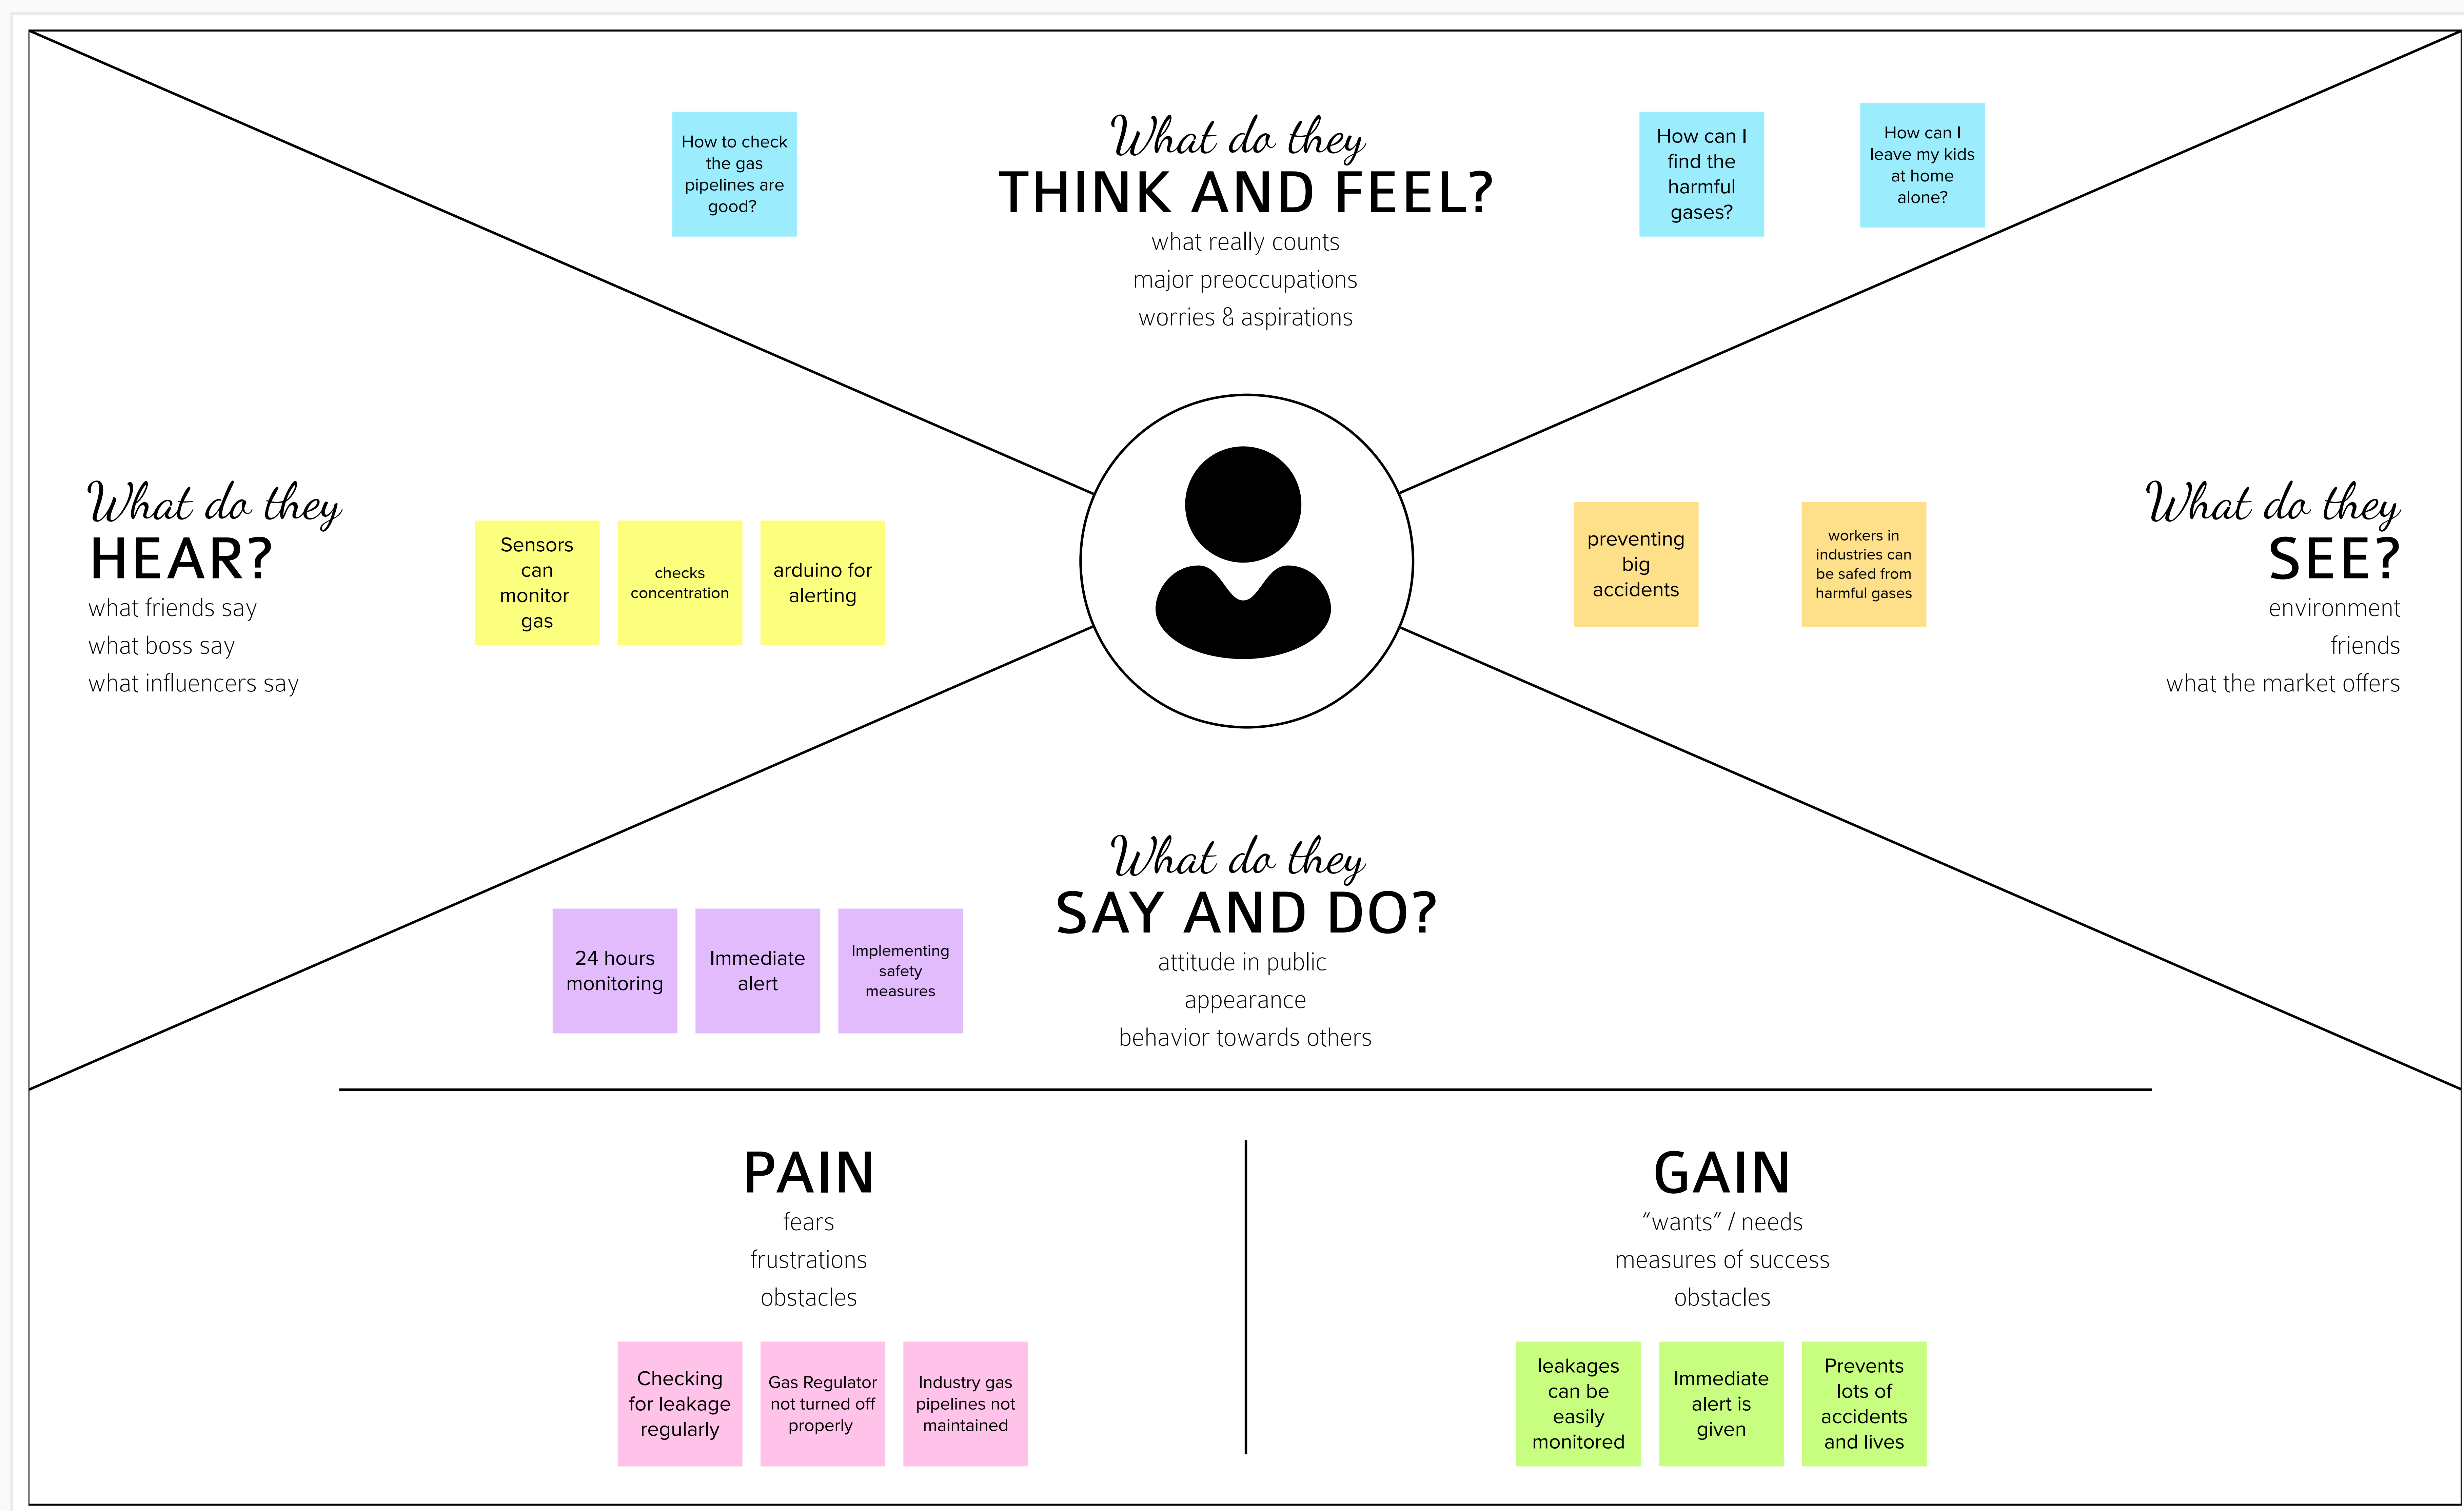 How to check
the gas
pipelines are
good?
What do they
THINK AND FEEL?
what really counts
major preoccupations
worries & aspirations
How can I
find the
harmful
gases?
How can I
leave my kids
at home
alone?
What do they
HEAR?
what friends say
what boss say
what influencers say
Sensors
can
monitor
gas
checks
concentration
arduino for
alerting
preventing
big
accidents
workers in
industries can
be safed from
harmful gases
What do they
SEE?
environment
friends
what the market offers
What do they
SAY AND DO?
attitude in public
appearance
behavior towards others
24 hours
monitoring
Immediate
alert
Implementing
safety
measures
PAIN
fears
frustrations
obstacles
Checking
for leakage
regularly
Gas Regulator
not turned off
properly
Industry gas
pipelines not
maintained
GAIN
“wants” / needs
measures of success
obstacles
leakages
can be
easily
monitored
Immediate
alert is
given
Prevents
lots of
accidents
and lives